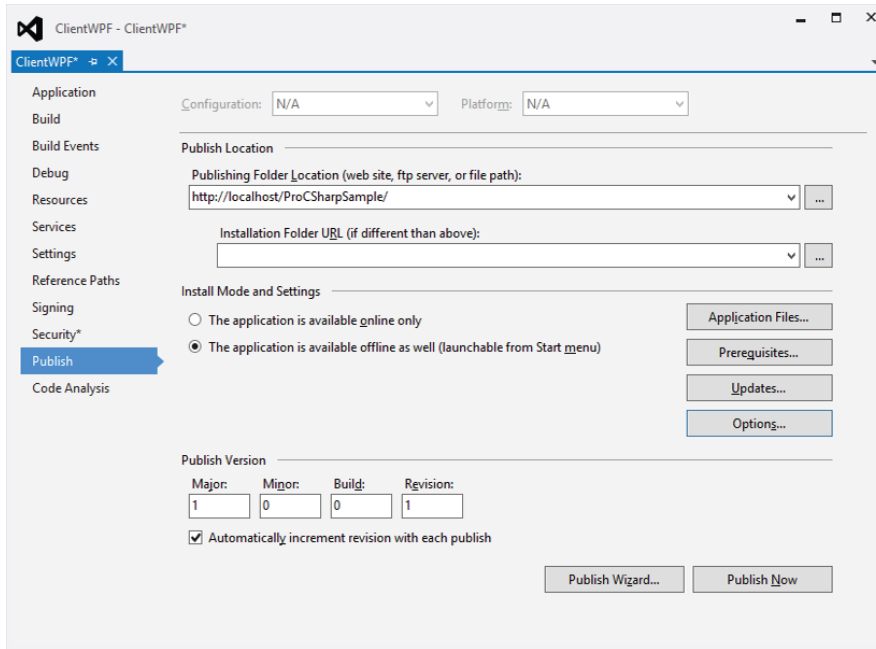 ClientWPF - ClientWPF*
ClientWPF*
Application
Build
Build Events
Debug
Resources
Services
Settings
Reference Paths
Signing
Security*
Publish
Code Analysis
Configuration: N/A Platform: N/A
Publish Location
Publishing Folder Location (web site, ftp server, or file path):
http://localhost/ProCSharpSample/
...
Installation Folder URL (if different than above):
...
Install Mode and Settings
The application is available online only
The application is available offline as well (launchable from Start menu)
Application Files...
Prerequisites...
Updates...
Options...
Publish Version
Major: Minor: Build: Revision:
1 0 0 1
Automatically increment revision with each publish
Publish Wizard... Publish Now